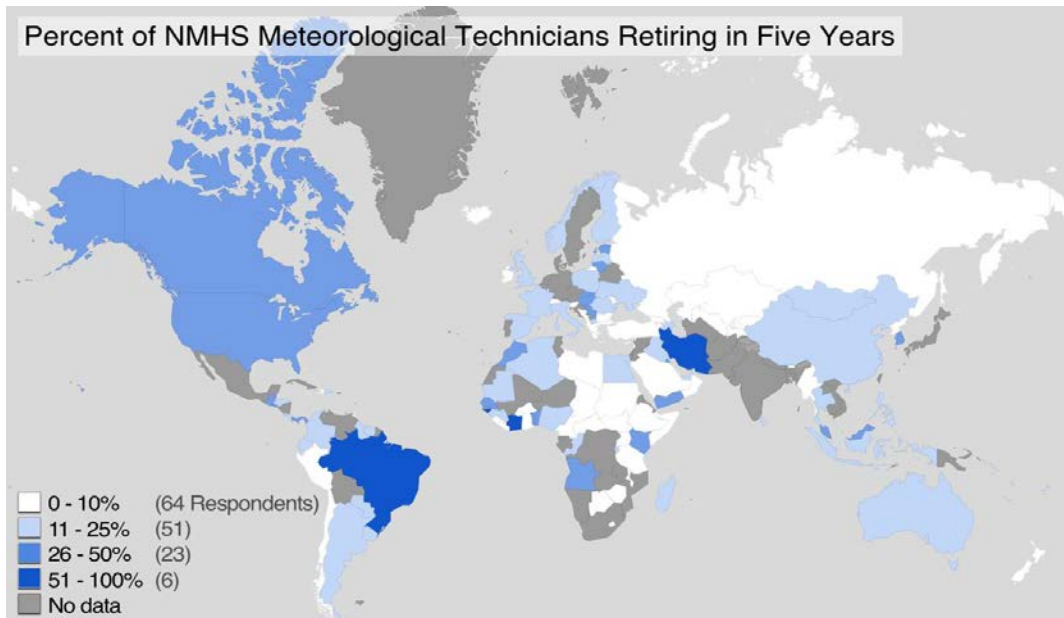 Percent of NMHS Meteorological Technicians Retiring in Five Years
0 - 10% (64 Respondents)
11 - 25% (51)
26 - 50% (23)
51 - 100% (6)
No data